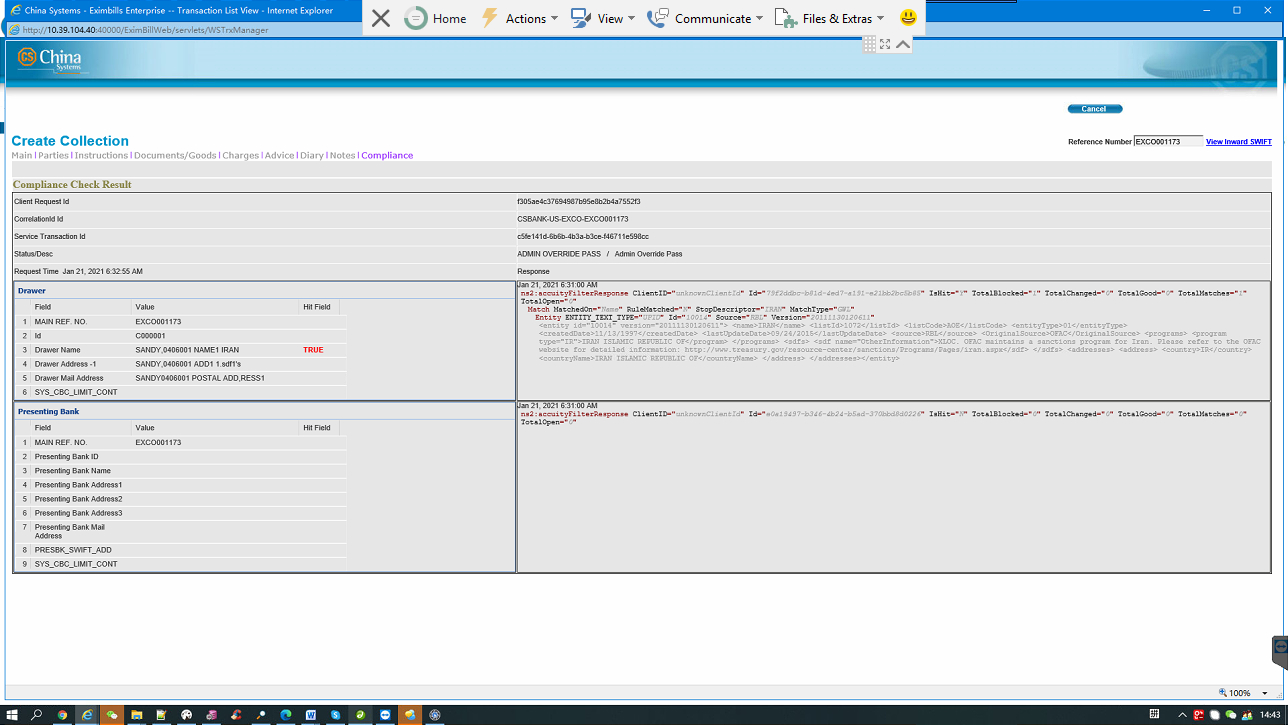 China Systems - Eximbills Enterprise -- Transaction List View - Internet Explorer
http://10.39.104.40:40000/EximBillWeb/servlets/WSTrxManager
Home Actions View Communicate Files & Extras
CS China
Systems
CSI
Cancel
Create Collection
Reference Number EXCO001173 View Inward SWIFT
Main | Parties | Instructions | Documents/Goods | Charges | Advice | Diary | Notes | Compliance
Compliance Check Result
Client Request Id f305ae4c37694987b95e8b2b4a7552f3
CorrelationId Id CSBANK-US-EXCO-EXCO001173
Service Transaction Id c5fe141d-6b6b-4b3a-b3ce-f46711e598cc
Status/Desc ADMIN OVERRIDE PASS / Admin Override Pass
Request Time Jan 21, 2021 6:32:55 AM Response
Drawer
Field Value Hit Field
1 MAIN REF. NO. EXCO001173
2 Id C000001
3 Drawer Name SANDY,0406001 NAME1 IRAN TRUE
4 Drawer Address -1 SANDY,0406001 ADD1 1.sdf1's
5 Drawer Mail Address SANDY0406001 POSTAL ADD,RESS1
6 SYS_CBC_LIMIT_CONT
Jan 21, 2021 6:31:00 AM
ns2:accuityFilterResponse ClientID="unknownClientId" Id="79f2ddbc-b81d-4ed7-a191-e21bb2bc5b86" IsHit="Y" TotalBlocked="1" TotalChanged="0" TotalGood="0" TotalMatches="1"
TotalOpen="0"
Match MatchedOn="Name" RuleMatched="N" StopDescriptor="IRAN" MatchType="GWL"
Entity ENTITY_TEXT_TYPE="UPID" Id="10014" Source="RBL" Version="20111130120611"
<entity id="10014" version="20111130120611"> <name>IRAN</name> <listId>1072</listId> <listCode>AOE</listCode> <entityType>01</entityType>
<createdDate>11/13/1997</createdDate> <lastUpdateDate>09/24/2015</lastUpdateDate> <source>RBL</source> <OriginalSource>OFAC</OriginalSource> <programs> <program
type="IR">IRAN ISLAMIC REPUBLIC OF</program> </programs> <sdfs> <sdf name="OtherInformation">XLOC. OFAC maintains a sanctions program for Iran. Please refer to the OFAC
website for detailed information: http://www.treasury.gov/resource-center/sanctions/Programs/Pages/iran.aspx</sdf> </sdfs> <addresses> <address> <country>IR</country>
<countryName>IRAN ISLAMIC REPUBLIC OF</countryName> </address> </addresses></entity>
Presenting Bank
Field Value Hit Field
1 MAIN REF. NO. EXCO001173
2 Presenting Bank ID
3 Presenting Bank Name
4 Presenting Bank Address1
5 Presenting Bank Address2
6 Presenting Bank Address3
7 Presenting Bank Mail
Address
8 PRESBK_SWIFT_ADD
9 SYS_CBC_LIMIT_CONT
Jan 21, 2021 6:31:00 AM
ns2:accuityFilterResponse ClientID="unknownClientId" Id="e0a19497-b346-4b24-b5ad-370bbd8d0226" IsHit="N" TotalBlocked="0" TotalChanged="0" TotalGood="0" TotalMatches="0"
TotalOpen="0"
100%
14:43